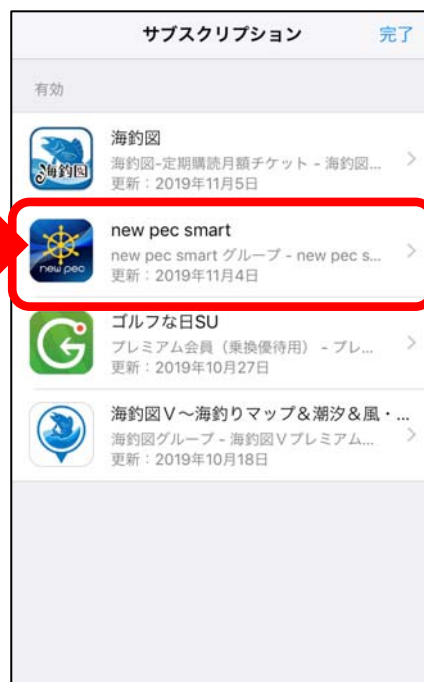 サブスクリプション 完了
有効
海釣図
海釣図
海釣図-定期購読月額チケット - 海釣図...
更新：2019年11月5日
new pec
new pec smart
new pec smart グループ - new pec s...
更新：2019年11月4日
G
ゴルフな日SU
プレミアム会員（乗換優待用） - プレ...
更新：2019年10月27日
海釣図Ｖ～海釣りマップ＆潮汐＆風・...
海釣図グループ - 海釣図Ｖプレミアム...
更新：2019年10月18日